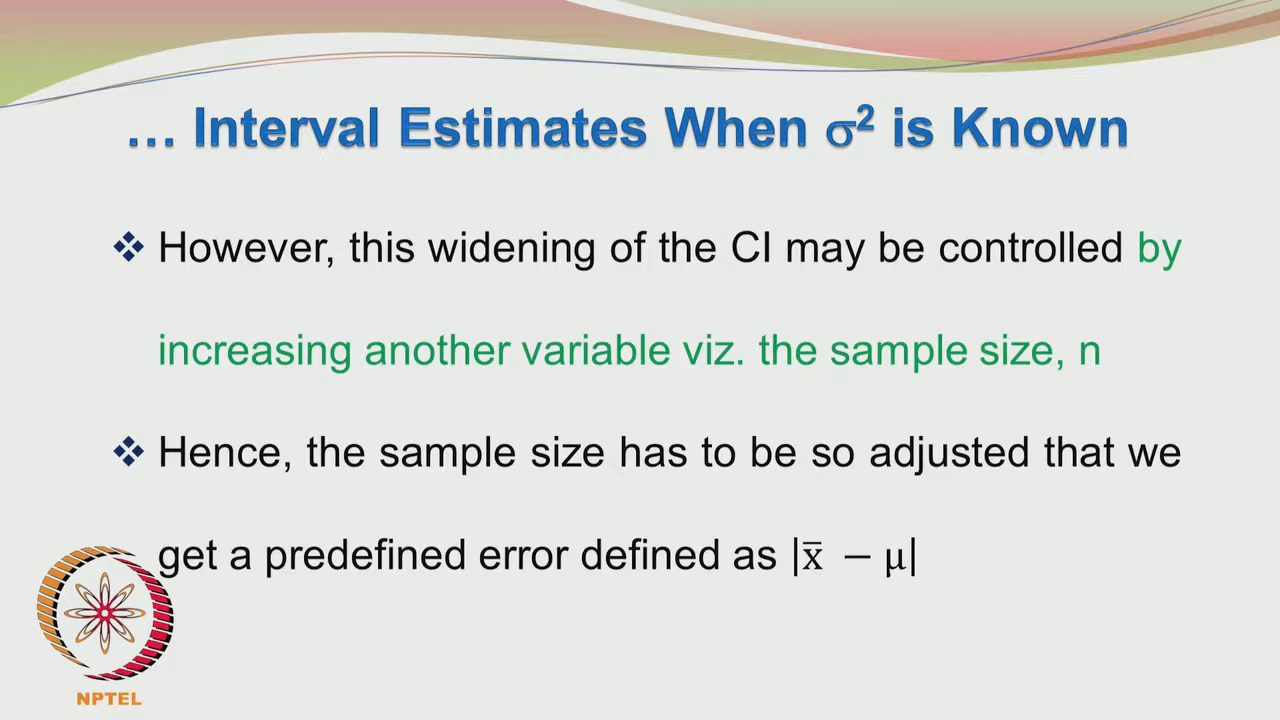 ... Interval Estimates When σ² is Known
❖ However, this widening of the CI may be controlled by
increasing another variable viz. the sample size, n
❖ Hence, the sample size has to be so adjusted that we
get a predefined error defined as |x̅ − μ|
NPTEL